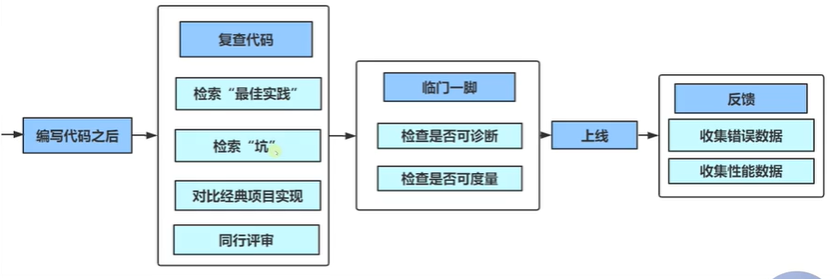 编写代码之后
复查代码
检索“最佳实践”
检索“坑”
对比经典项目实现
同行评审
临门一脚
检查是否可诊断
检查是否可度量
上线
反馈
收集错误数据
收集性能数据